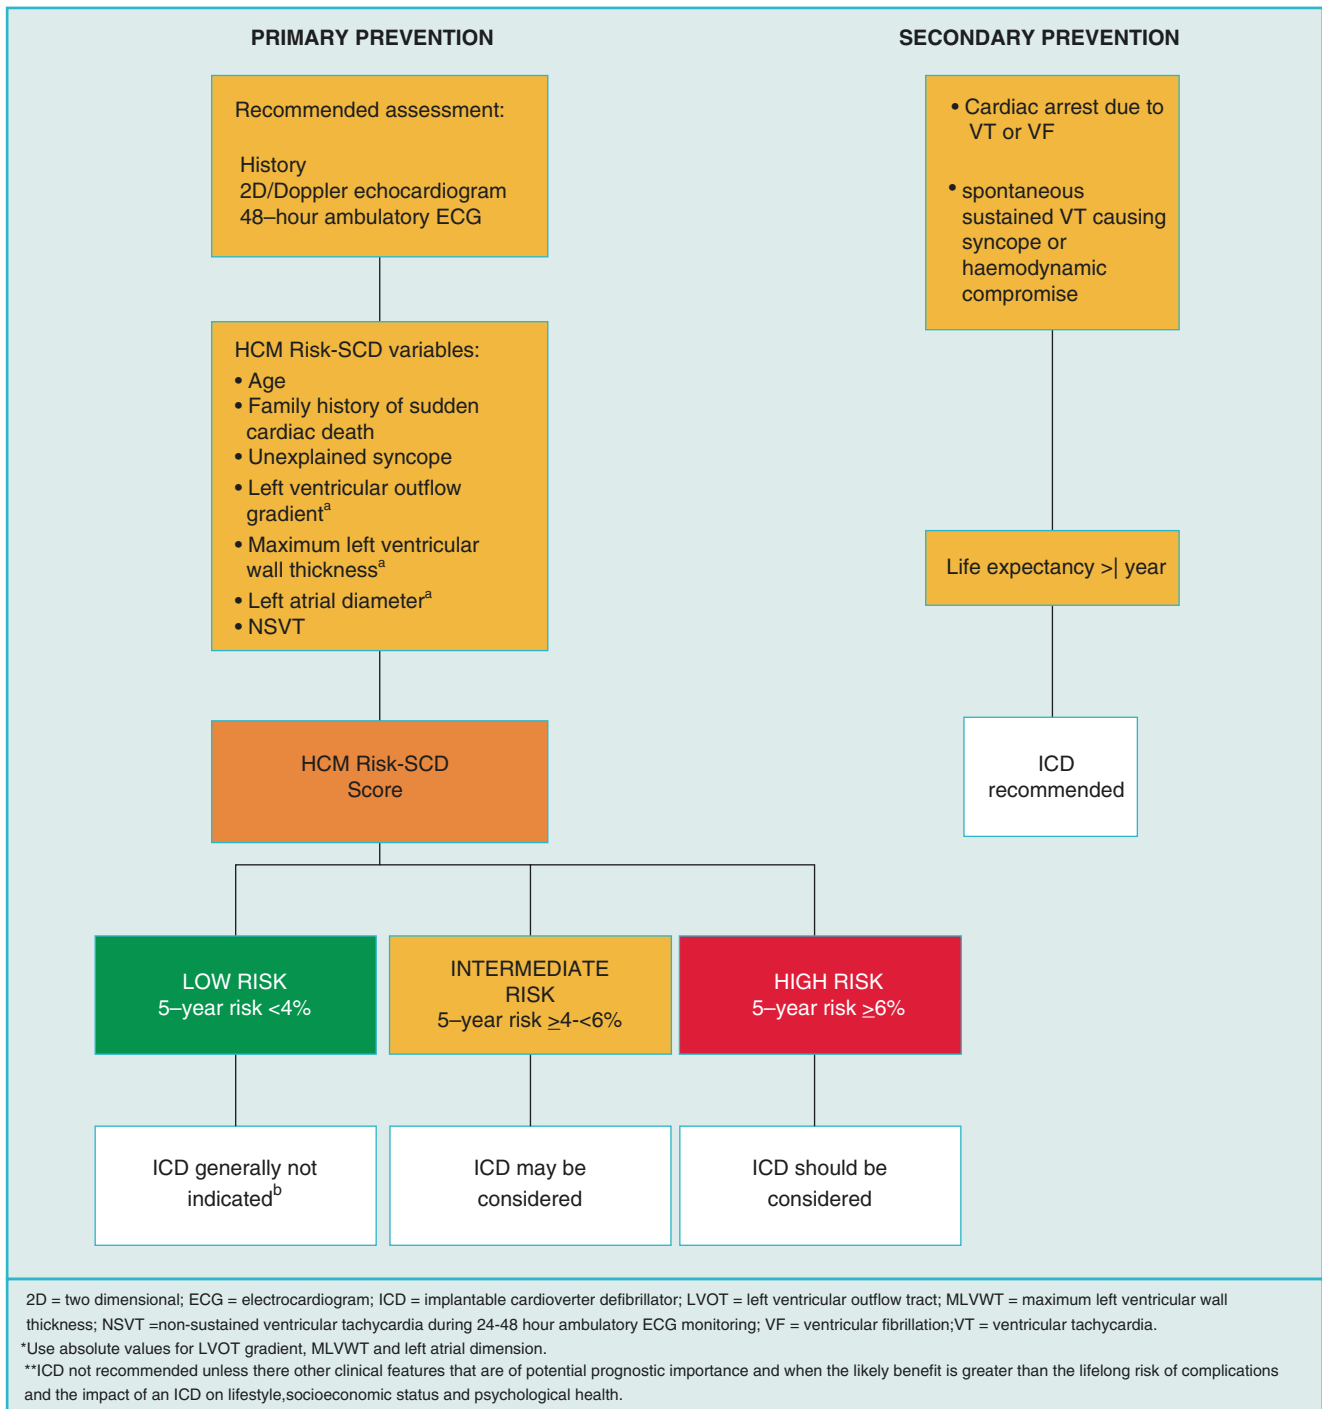 PRIMARY PREVENTION
Recommended assessment:
History
2D/Doppler echocardiogram
48–hour ambulatory ECG
HCM Risk-SCD variables:
• Age
• Family history of sudden
cardiac death
• Unexplained syncope
• Left ventricular outflow
gradientᵃ
• Maximum left ventricular
wall thicknessᵃ
• Left atrial diameterᵃ
• NSVT
HCM Risk-SCD
Score
LOW RISK
5–year risk <4%
INTERMEDIATE
RISK
5–year risk ≥4-<6%
HIGH RISK
5–year risk ≥6%
ICD generally not
indicatedᵇ
ICD may be
considered
ICD should be
considered
SECONDARY PREVENTION
• Cardiac arrest due to
VT or VF
• spontaneous
sustained VT causing
syncope or
haemodynamic
compromise
Life expectancy >| year
ICD
recommended
2D = two dimensional; ECG = electrocardiogram; ICD = implantable cardioverter defibrillator; LVOT = left ventricular outflow tract; MLVWT = maximum left ventricular wall
thickness; NSVT =non-sustained ventricular tachycardia during 24-48 hour ambulatory ECG monitoring; VF = ventricular fibrillation;VT = ventricular tachycardia.
*Use absolute values for LVOT gradient, MLVWT and left atrial dimension.
**ICD not recommended unless there other clinical features that are of potential prognostic importance and when the likely benefit is greater than the lifelong risk of complications
and the impact of an ICD on lifestyle,socioeconomic status and psychological health.